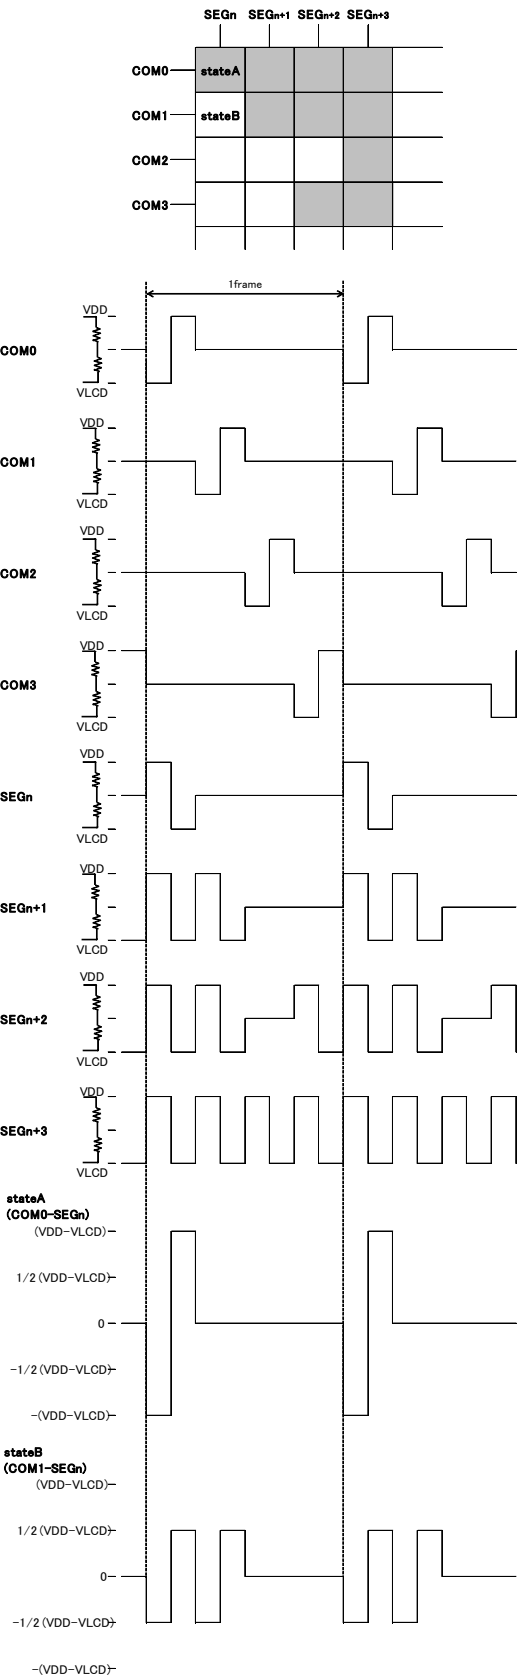 SEGn SEGn+1 SEGn+2 SEGn+3
COM0 stateA
COM1 stateB
COM2
COM3
1frame
VDD
COM0
VLCD
VDD
COM1
VLCD
VDD
COM2
VLCD
VDD
COM3
VLCD
VDD
SEGn
VLCD
VDD
SEGn+1
VLCD
VDD
SEGn+2
VLCD
VDD
SEGn+3
VLCD
stateA
(COM0-SEGn)
(VDD-VLCD)
1/2(VDD-VLCD)
0
-1/2(VDD-VLCD)
-(VDD-VLCD)
stateB
(COM1-SEGn)
(VDD-VLCD)
1/2(VDD-VLCD)
0
-1/2(VDD-VLCD)
-(VDD-VLCD)